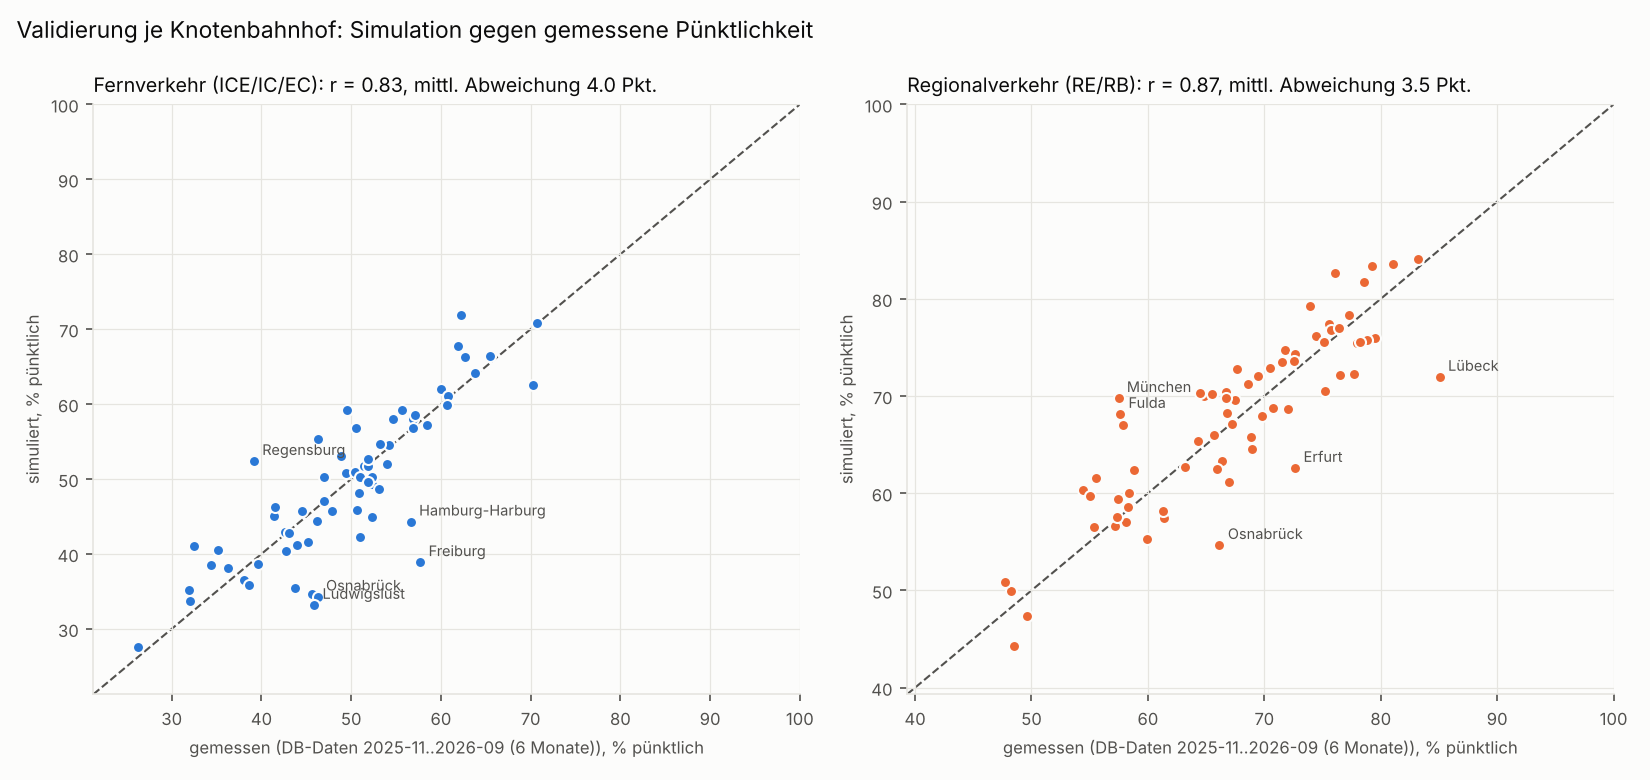 Validierung je Knotenbahnhof: Simulation gegen gemessene Pünktlichkeit
Fernverkehr (ICE/IC/EC): r = 0.83, mittl. Abweichung 4.0 Pkt.
simuliert, % pünktlich
100
90
80
70
60
50
40
30
Regensburg
Hamburg-Harburg
Freiburg
Osnabrück
Ludwigslust
30 40 50 60 70 80 90 100
gemessen (DB-Daten 2025-11..2026-09 (6 Monate)), % pünktlich
Regionalverkehr (RE/RB): r = 0.87, mittl. Abweichung 3.5 Pkt.
simuliert, % pünktlich
100
90
80
70
60
50
40
Lübeck
München
Fulda
Erfurt
Osnabrück
40 50 60 70 80 90 100
gemessen (DB-Daten 2025-11..2026-09 (6 Monate)), % pünktlich